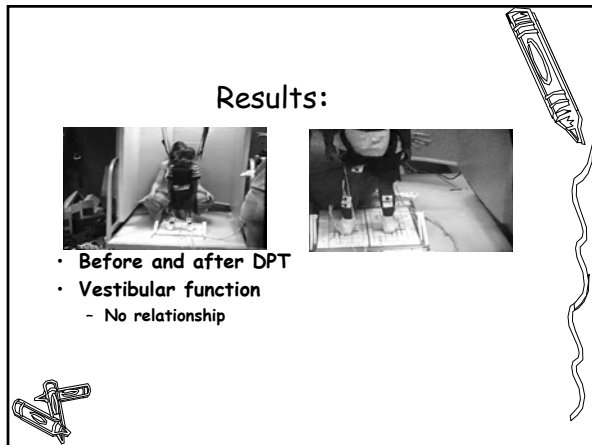 Results:
• Before and after DPT
• Vestibular function
– No relationship